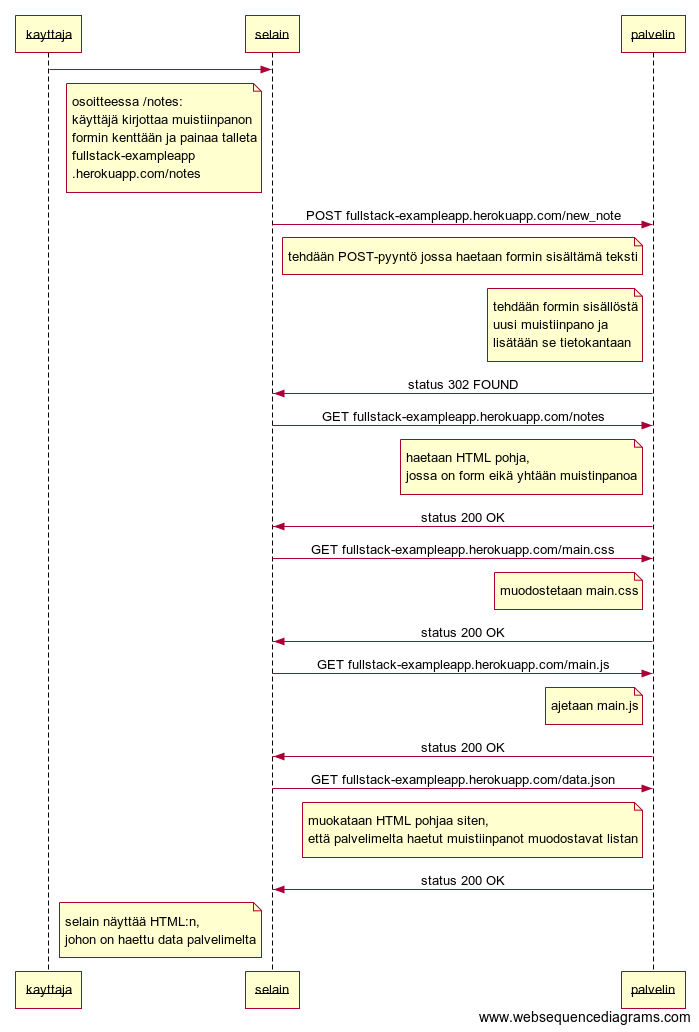 kayttaja
selain
palvelin
osoitteessa /notes:
käyttäjä kirjottaa muistiinpanon
formin kenttään ja painaa talleta
fullstack-exampleapp
.herokuapp.com/notes
POST fullstack-exampleapp.herokuapp.com/new_note
tehdään POST-pyyntö jossa haetaan formin sisältämä teksti
tehdään formin sisällöstä
uusi muistiinpano ja
lisätään se tietokantaan
status 302 FOUND
GET fullstack-exampleapp.herokuapp.com/notes
haetaan HTML pohja,
jossa on form eikä yhtään muistinpanoa
status 200 OK
GET fullstack-exampleapp.herokuapp.com/main.css
muodostetaan main.css
status 200 OK
GET fullstack-exampleapp.herokuapp.com/main.js
ajetaan main.js
status 200 OK
GET fullstack-exampleapp.herokuapp.com/data.json
muokataan HTML pohjaa siten,
että palvelimelta haetut muistiinpanot muodostavat listan
status 200 OK
selain näyttää HTML:n,
johon on haettu data palvelimelta
kayttaja
selain
palvelin
www.websequencediagrams.com